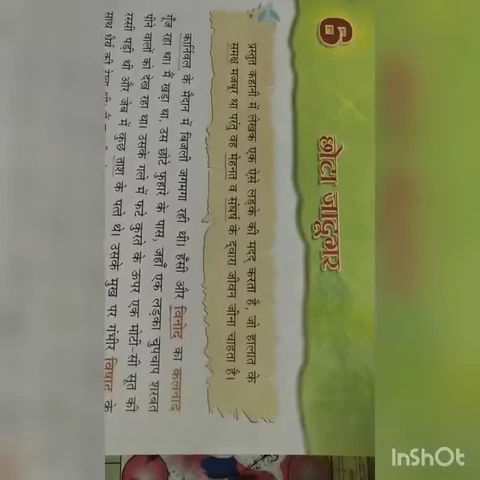 6
छोटा जादूगर
प्रस्तुत कहानी में लेखक एक ऐसे लड़के की मदद करता है, जो हालात के
समक्ष मजबूर था परंतु वह मेहनत व संघर्ष के द्वारा जीवन जीना चाहता है।
कार्निवल के मैदान में बिजली जगमगा रही थी। हँसी और विनोद का कलनाद
गूँज रहा था। मैं खड़ा था, उस छोटे फुहारे के पास, जहाँ एक लड़का चुपचाप शरबत
पीने वालों को देख रहा था। उसके गले में फटे कुरते के ऊपर एक मोटी-सी सूत की
रस्सी पड़ी थी और जेब में कुछ ताश के पत्ते थे। उसके मुख पर गंभीर विषाद के
साथ धैर्य की रेखा
InShOt